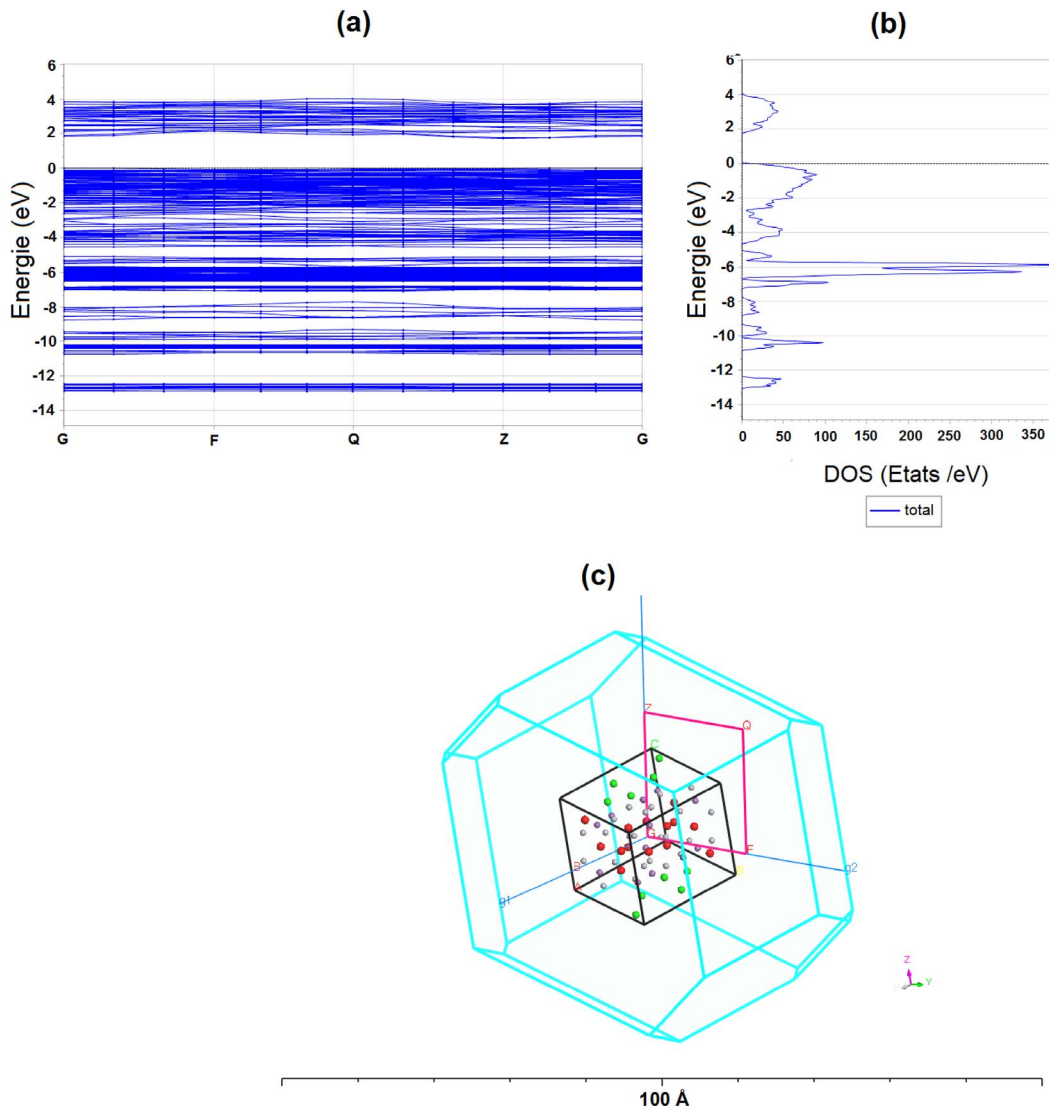 (a)
(b)
Energie (eV)
6
4
2
0
-2
-4
-6
-8
-10
-12
-14
G
F
Q
Z
G
Energie (eV)
6
4
2
0
-2
-4
-6
-8
-10
-12
-14
0
50
100
150
200
250
300
350
DOS (Etats /eV)
total
(c)
Z
Q
C
G
F
B
A
B
g1
g2
Z
Y
100 Å